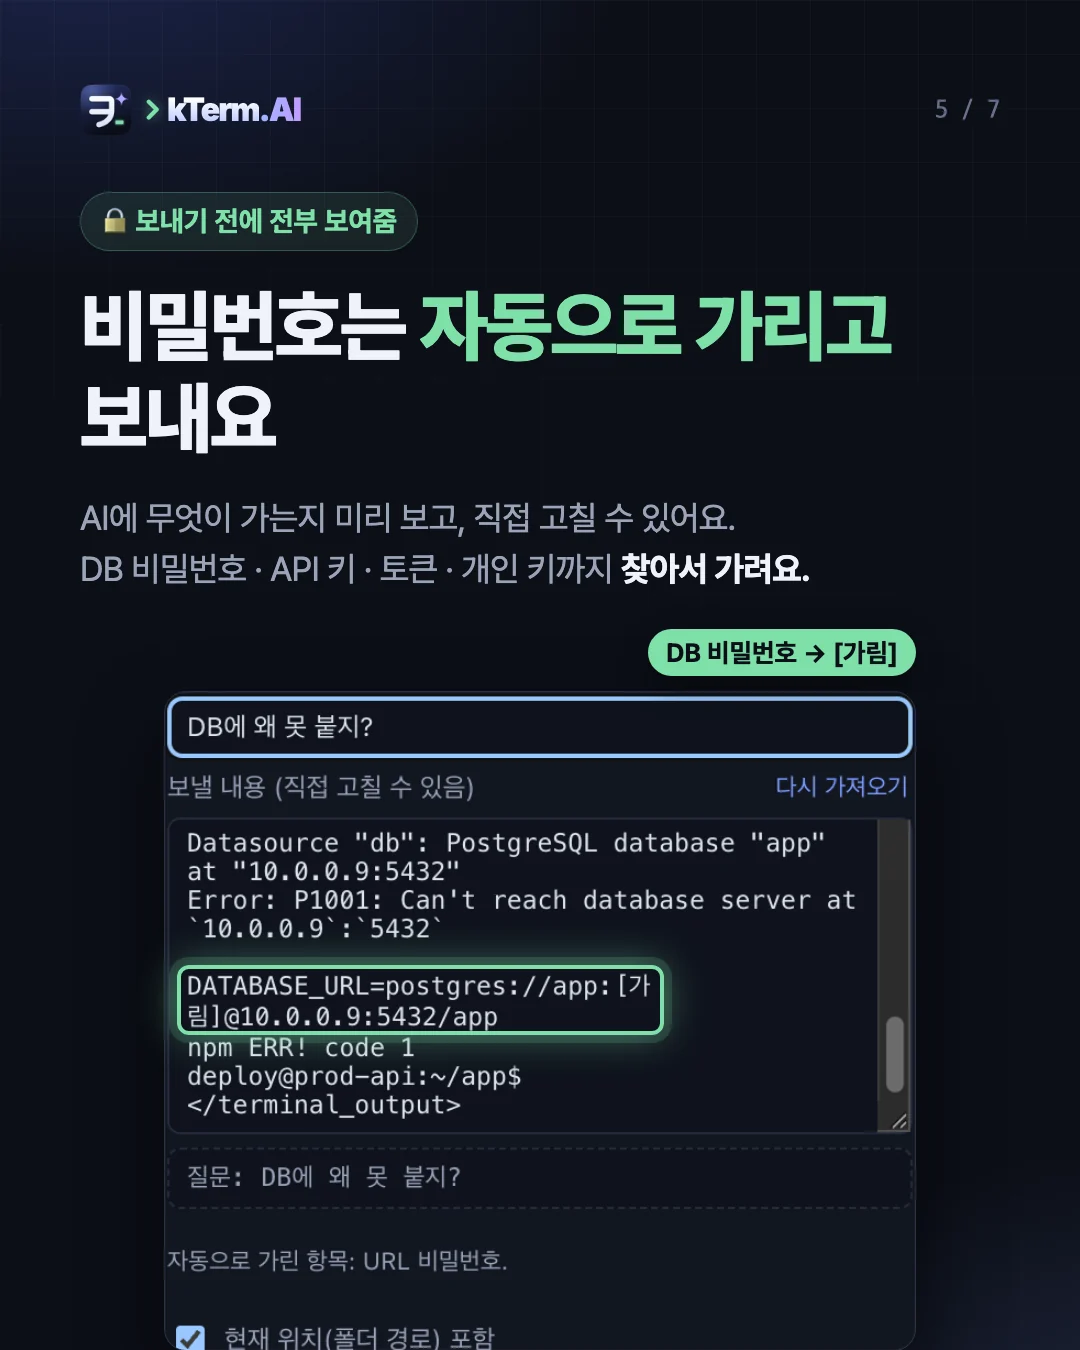 ㅋ
kTerm.AI
5 / 7
🔒 보내기 전에 전부 보여줌
비밀번호는 자동으로 가리고
보내요
AI에 무엇이 가는지 미리 보고, 직접 고칠 수 있어요.
DB 비밀번호 · API 키 · 토큰 · 개인 키까지 찾아서 가려요.
DB 비밀번호 → [가림]
DB에 왜 못 붙지?
보낼 내용 (직접 고칠 수 있음)
다시 가져오기
Datasource "db": PostgreSQL database "app"
at "10.0.0.9:5432"
Error: P1001: Can't reach database server at
`10.0.0.9`:`5432`
DATABASE_URL=postgres://app:[가
림]@10.0.0.9:5432/app
npm ERR! code 1
deploy@prod-api:~/app$
</terminal_output>
질문: DB에 왜 못 붙지?
자동으로 가린 항목: URL 비밀번호.
현재 위치(폴더 경로) 포함